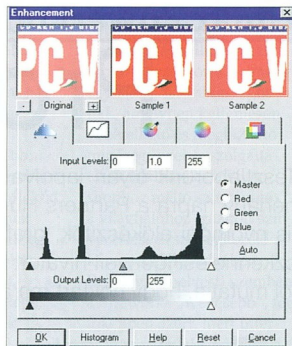 Enhancement
PC V
PC V
PC V
Original
Sample 1
Sample 2
Input Levels: 0 1.0 255
Master
Red
Green
Blue
Auto
Output Levels: 0 255
OK Histogram Help Reset Cancel